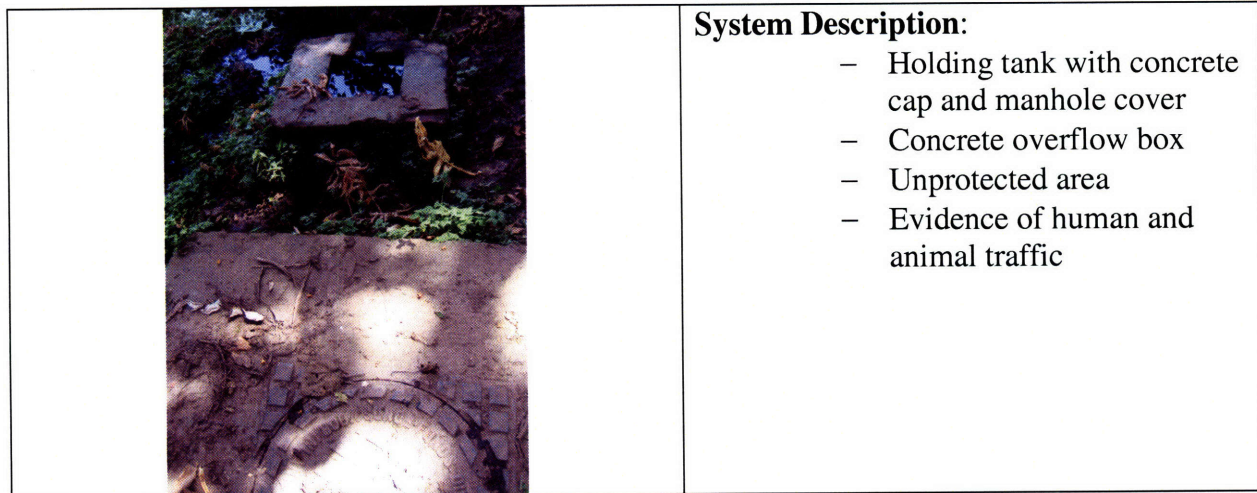 System Description:
– Holding tank with concrete
cap and manhole cover
– Concrete overflow box
– Unprotected area
– Evidence of human and
animal traffic